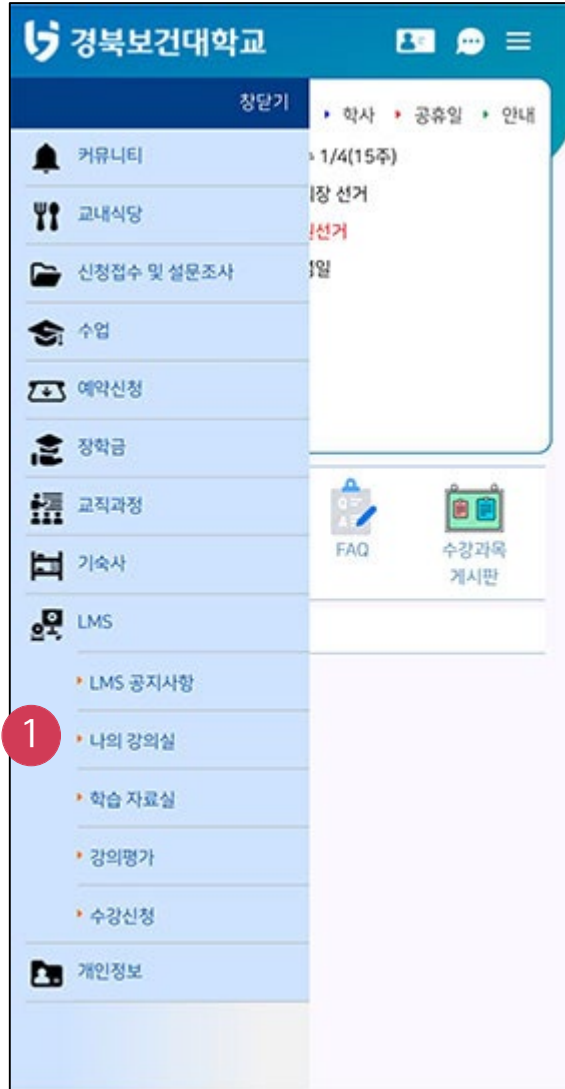 경북보건대학교
창닫기
학사 공휴일 안내
커뮤니티
1/4(15주)
교내식당
장 선거
선거
신청접수 및 설문조사
일
수업
예약신청
장학금
교직과정
FAQ
수강과목
게시판
기숙사
LMS
LMS 공지사항
1
나의 강의실
학습 자료실
강의평가
수강신청
개인정보